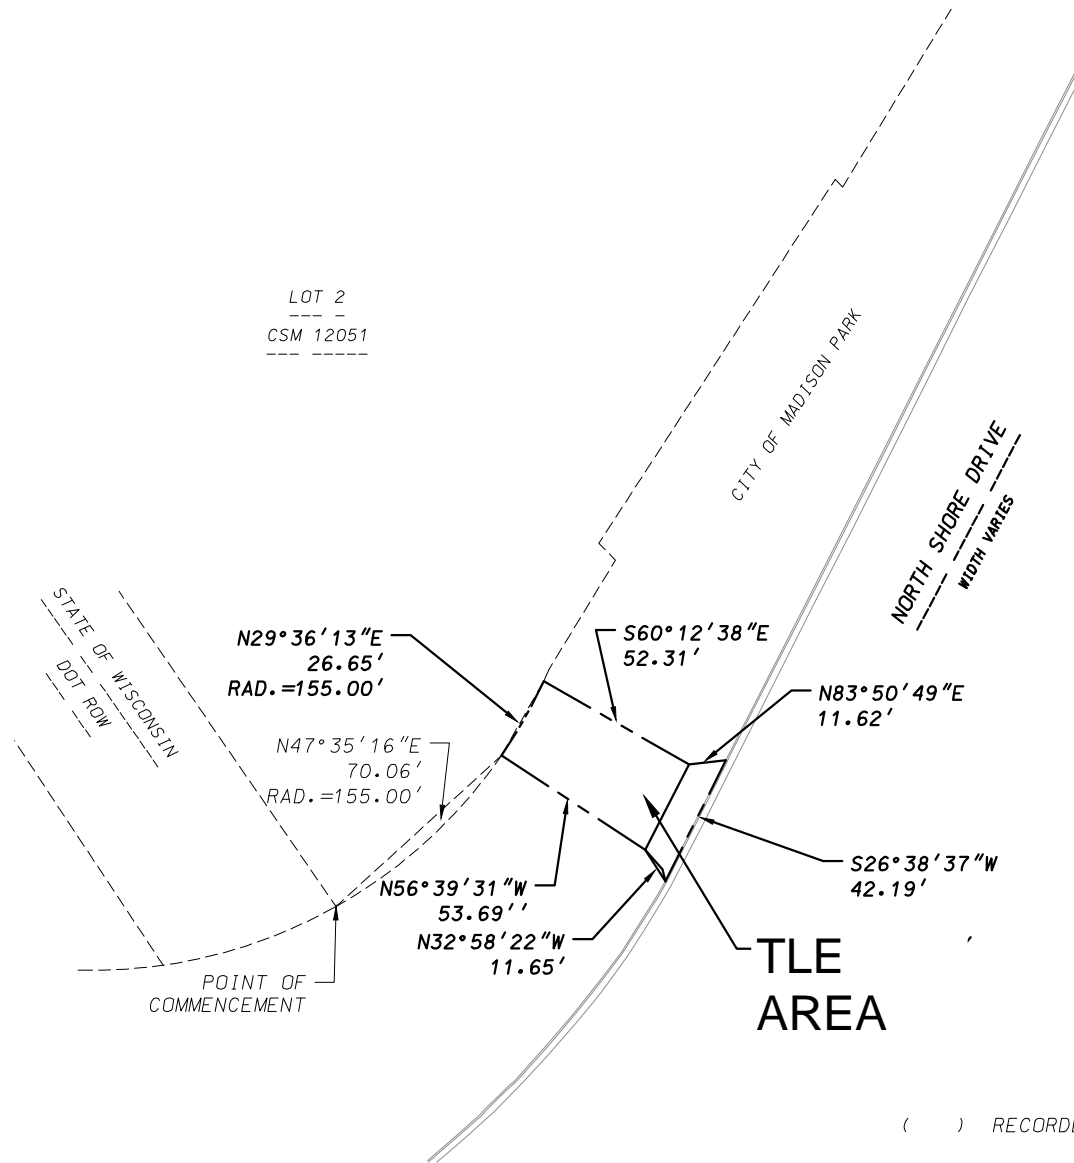 LOT 2
CSM 12051
CITY OF MADISON PARK
NORTH SHORE DRIVE
WIDTH VARIES
STATE OF WISCONSIN
DOT ROW
N29°36'13"E
26.65'
RAD.=155.00'
S60°12'38"E
52.31'
N83°50'49"E
11.62'
N47°35'16"E
70.06'
RAD.=155.00'
S26°38'37"W
42.19'
N56°39'31"W
53.69''
N32°58'22"W
11.65'
TLE
AREA
'
POINT OF
COMMENCEMENT
( ) RECORDE